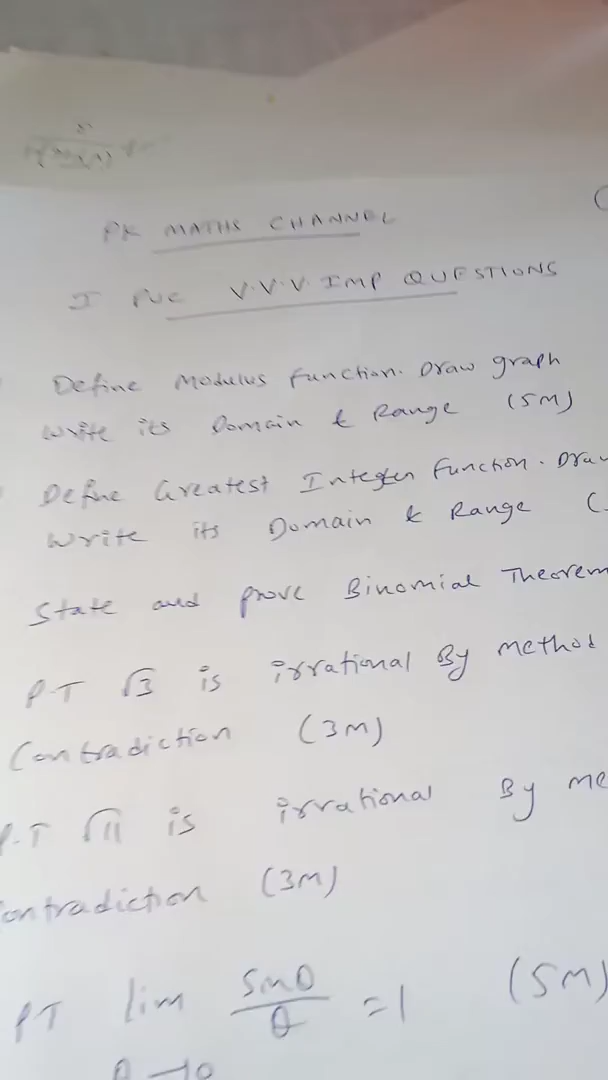 PK MATHS CHANNEL
I PUC V.V.V. IMP QUESTIONS
Define Modulus function. Draw graph
write its Domain & Range (5M)
Define Greatest Integer function. Draw
write its Domain & Range (
State and prove Binomial Theorem
P.T √3 is irrational By method
Contradiction (3M)
P.T √11 is irrational By me
Contradiction (3M)
PT lim sinθ/θ = 1 (5M)
θ→0